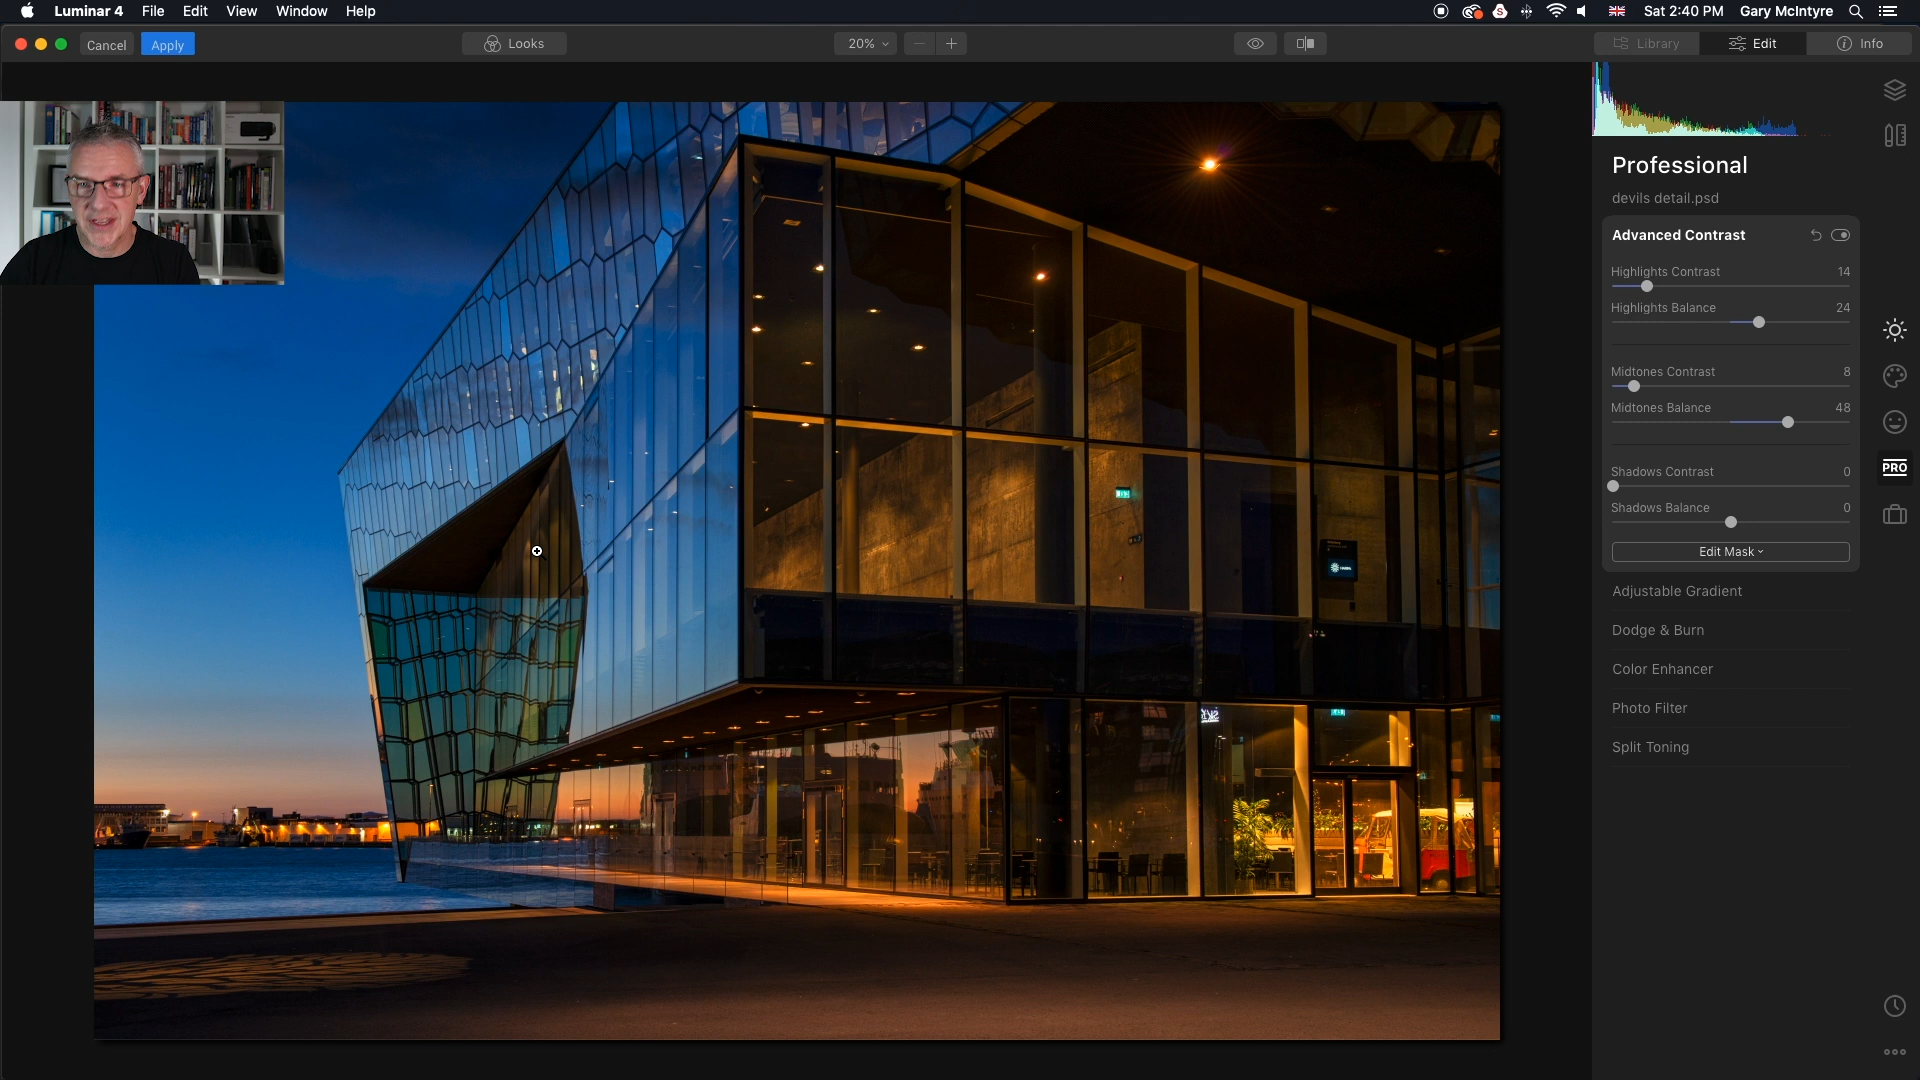 Luminar 4 File Edit View Window Help Sat 2:40 PM Gary McIntyre
Cancel Apply Looks 20% Library Edit Info
Professional
devils detail.psd
Advanced Contrast
Highlights Contrast 14
Highlights Balance 24
Midtones Contrast 8
Midtones Balance 48
Shadows Contrast 0
Shadows Balance 0
Edit Mask
Adjustable Gradient
Dodge & Burn
Color Enhancer
Photo Filter
Split Toning
PRO